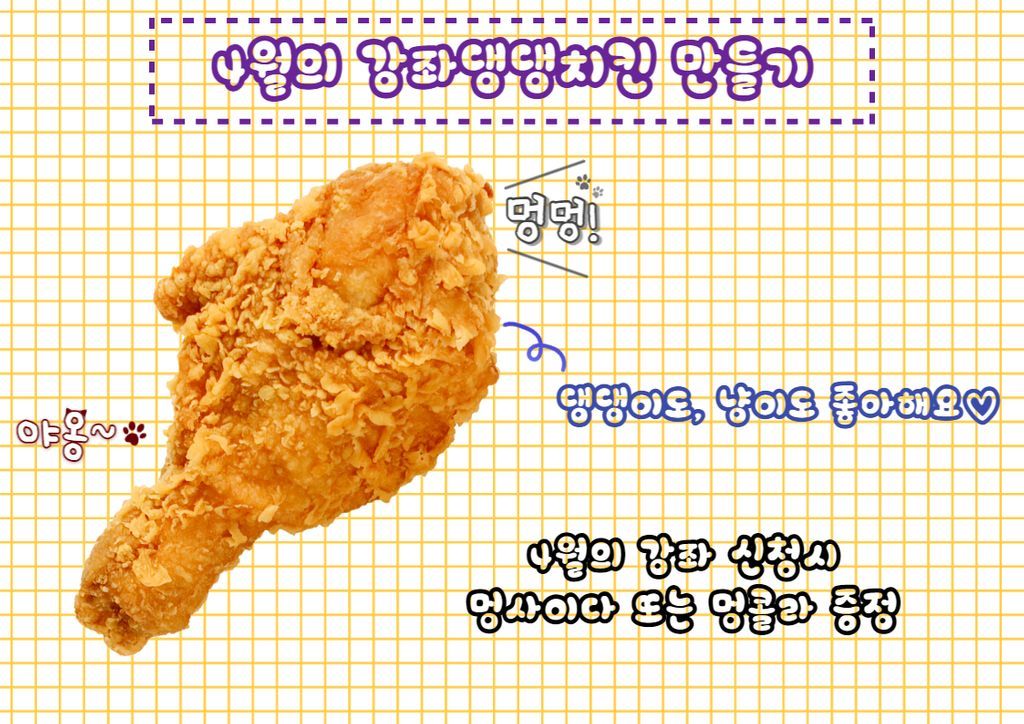 4월의 강좌댕댕치킨 만들기
멍멍!
댕댕이도, 냥이도 좋아해요♡
야옹~
4월의 강좌 신청시
멍사이다 또는 멍콜라 증정